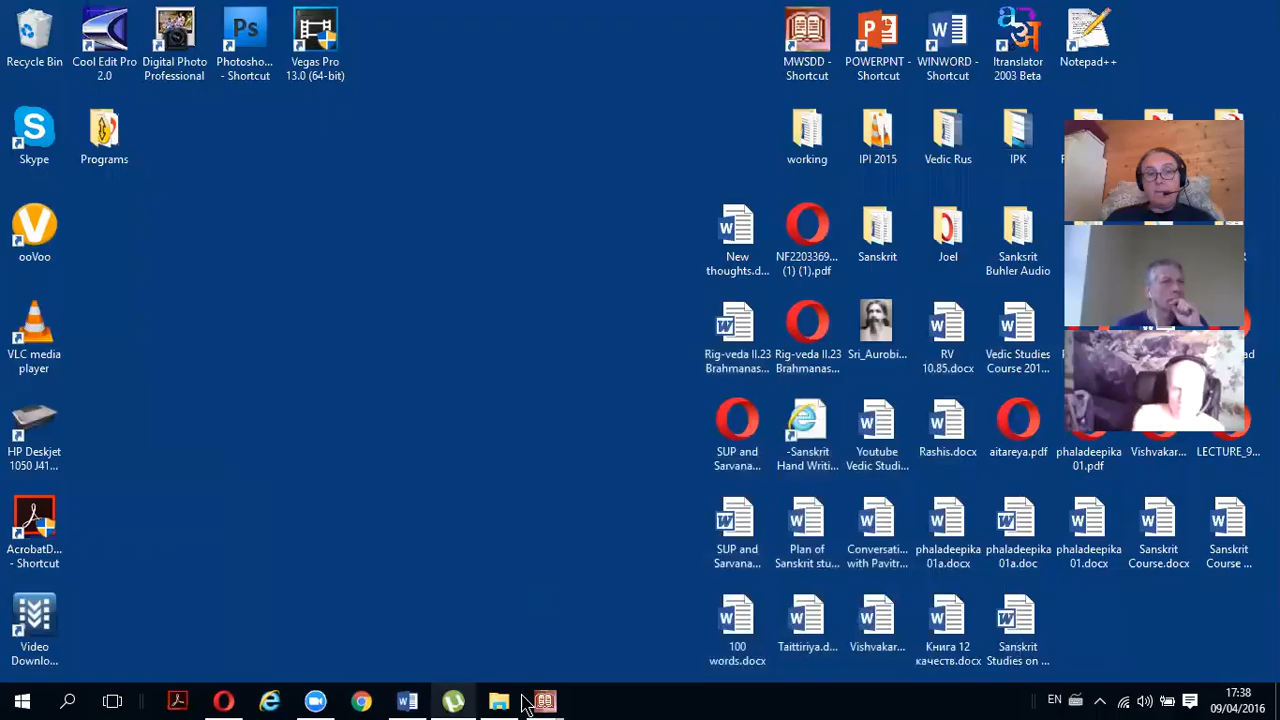 Recycle Bin
Cool Edit Pro
2.0
Digital Photo
Professional
Ps
Photosho...
- Shortcut
Vegas Pro
13.0 (64-bit)
MWSDD -
Shortcut
POWERPNT -
Shortcut
WINWORD -
Shortcut
Itranslator
2003 Beta
Notepad++
Skype
Programs
working
IPI 2015
Vedic Rus
IPK
ooVoo
New
thoughts.d...
NF2203369...
(1) (1).pdf
Sanskrit
Joel
Sanksrit
Buhler Audio
VLC media
player
Rig-veda II.23
Brahmanas...
Rig-veda II.23
Brahmanas...
Sri_Aurobi...
RV
10.85.docx
Vedic Studies
Course 201...
HP Deskjet
1050 J41...
SUP and
Sarvana...
-Sanskrit
Hand Writi...
Youtube
Vedic Studi...
Rashis.docx
aitareya.pdf
phaladeepika
01.pdf
Vishvakar...
LECTURE_9...
AcrobatD...
- Shortcut
SUP and
Sarvana...
Plan of
Sanskrit stu...
Conversati...
with Pavitr...
phaladeepika
01a.docx
phaladeepika
01a.doc
phaladeepika
01.docx
Sanskrit
Course.docx
Sanskrit
Course ...
Video
Downlo...
100
words.docx
Taittiriya.d...
Vishvakar...
Книга 12
качеств.docx
Sanskrit
Studies on ...
EN
17:38
09/04/2016